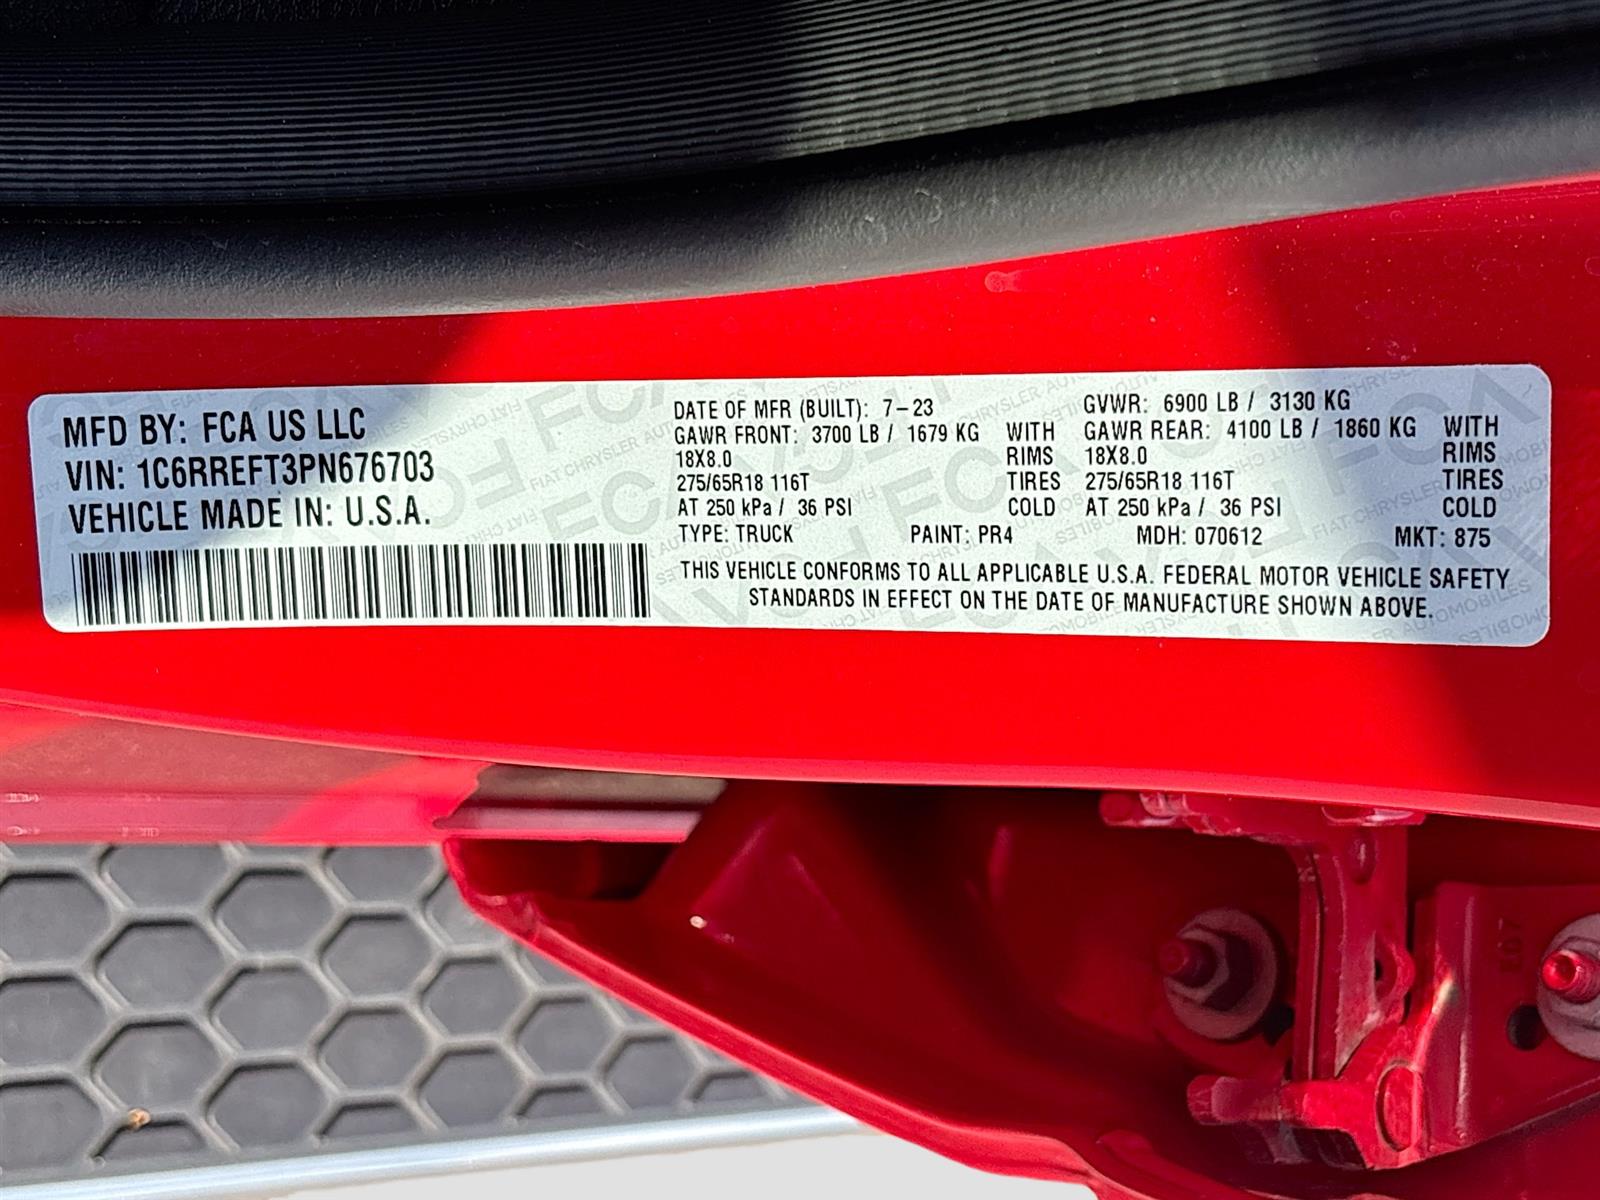 MFD BY: FCA US LLC
VIN: 1C6RREFT3PN676703
VEHICLE MADE IN: U.S.A.
DATE OF MFR (BUILT): 7-23
GAWR FRONT: 3700 LB / 1679 KG WITH
18X8.0 RIMS
275/65R18 116T TIRES
AT 250 kPa / 36 PSI COLD
GVWR: 6900 LB / 3130 KG
GAWR REAR: 4100 LB / 1860 KG WITH
18X8.0 RIMS
275/65R18 116T TIRES
AT 250 kPa / 36 PSI COLD
TYPE: TRUCK PAINT: PR4 MDH: 070612 MKT: 875
THIS VEHICLE CONFORMS TO ALL APPLICABLE U.S.A. FEDERAL MOTOR VEHICLE SAFETY
STANDARDS IN EFFECT ON THE DATE OF MANUFACTURE SHOWN ABOVE.